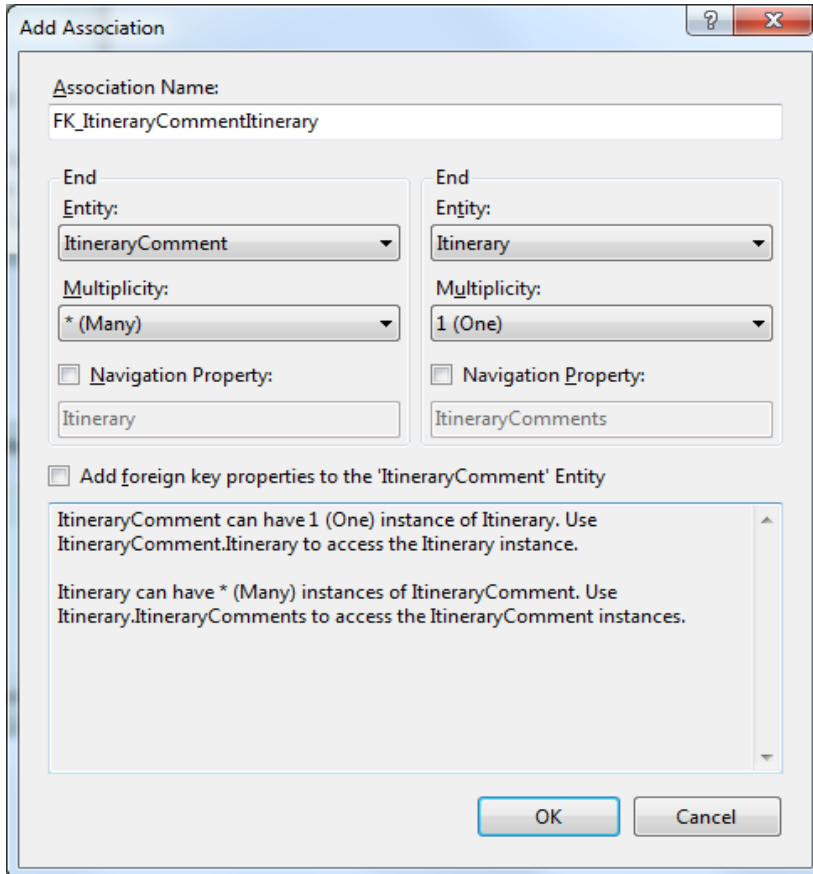 Add Association
?
Association Name:
FK_ItineraryCommentItinerary
End
Entity:
ItineraryComment
Multiplicity:
* (Many)
Navigation Property:
Itinerary
End
Entity:
Itinerary
Multiplicity:
1 (One)
Navigation Property:
ItineraryComments
Add foreign key properties to the 'ItineraryComment' Entity
ItineraryComment can have 1 (One) instance of Itinerary. Use
ItineraryComment.Itinerary to access the Itinerary instance.
Itinerary can have * (Many) instances of ItineraryComment. Use
Itinerary.ItineraryComments to access the ItineraryComment instances.
OK
Cancel